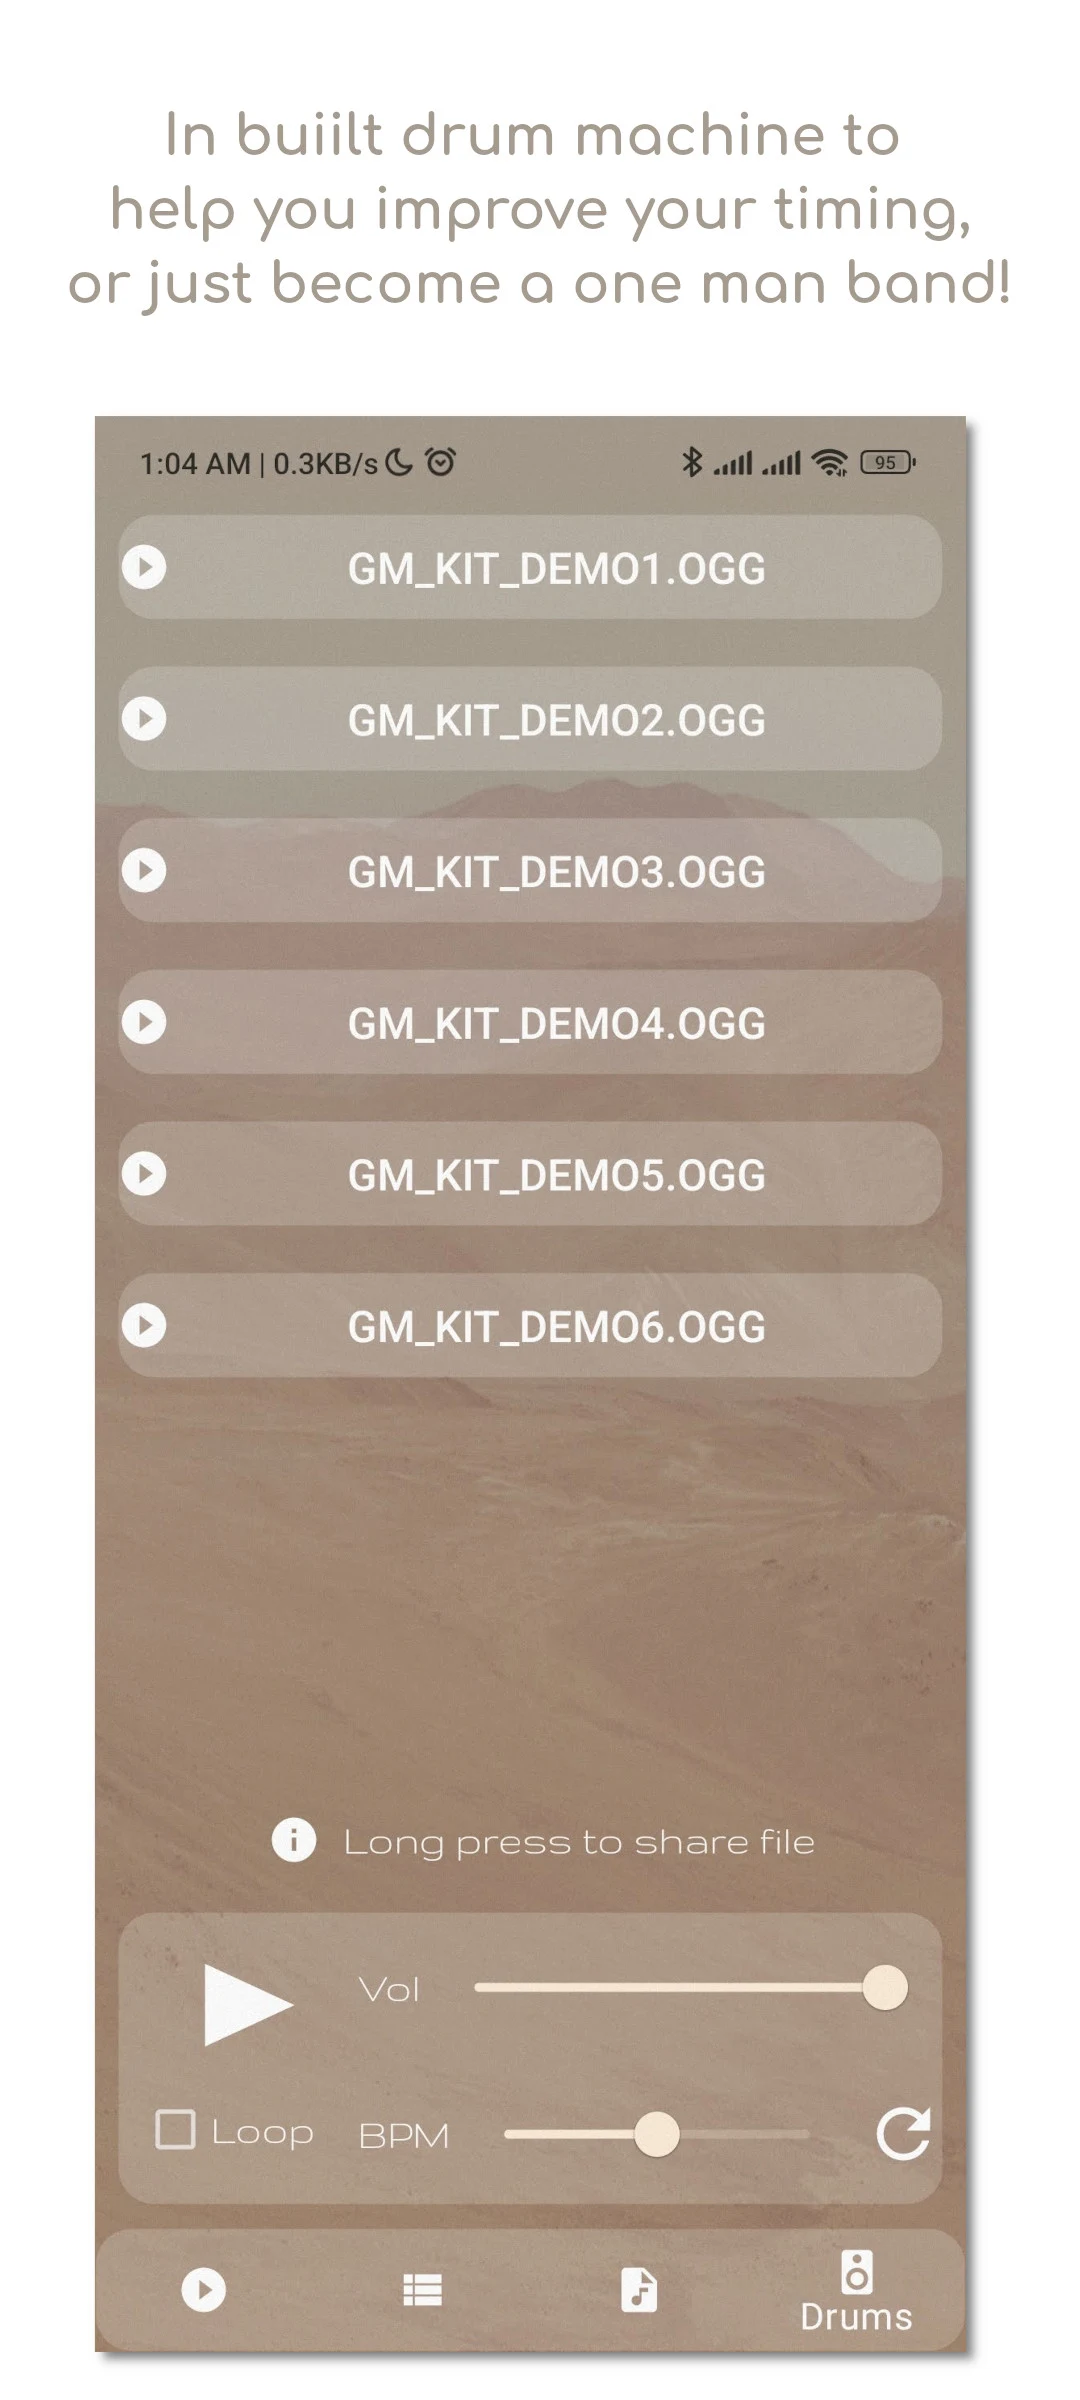 In buiilt drum machine to
help you improve your timing,
or just become a one man band!
1:04 AM | 0.3KB/s 95
GM_KIT_DEMO1.OGG
GM_KIT_DEMO2.OGG
GM_KIT_DEMO3.OGG
GM_KIT_DEMO4.OGG
GM_KIT_DEMO5.OGG
GM_KIT_DEMO6.OGG
Long press to share file
Vol
Loop BPM
Drums